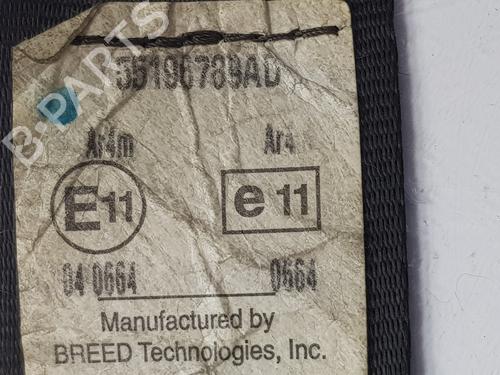 55196789AD
B-PARTS
Ar4m Ar4
E11 e11
04 0664 0664
Manufactured by
BREED Technologies, Inc.